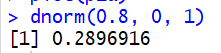 > dnorm(0.8, 0, 1)
[1] 0.2896916